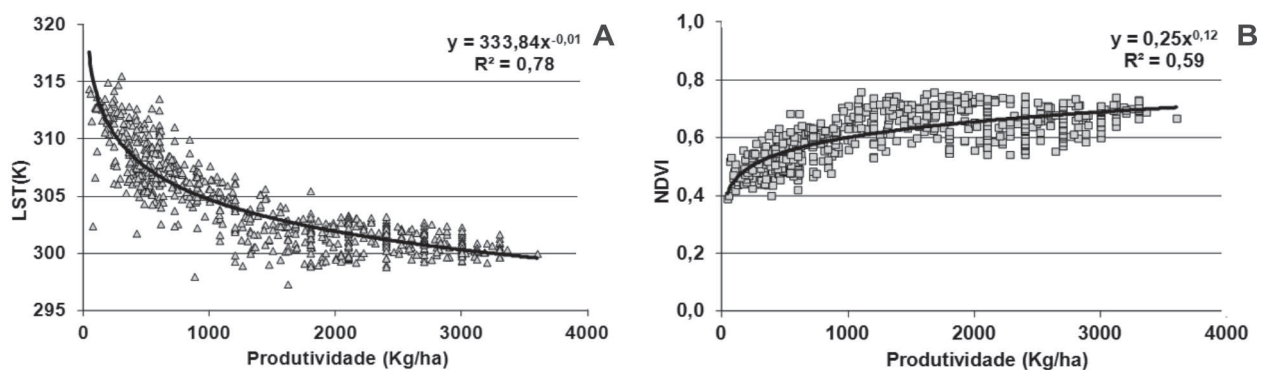 A
y = 333,84x^-0,01
R² = 0,78
LST(K)
320
315
310
305
300
295
0 1000 2000 3000 4000
Produtividade (Kg/ha)
B
y = 0,25x^0,12
R² = 0,59
NDVI
1,0
0,8
0,6
0,4
0,2
0,0
0 1000 2000 3000 4000
Produtividade (Kg/ha)